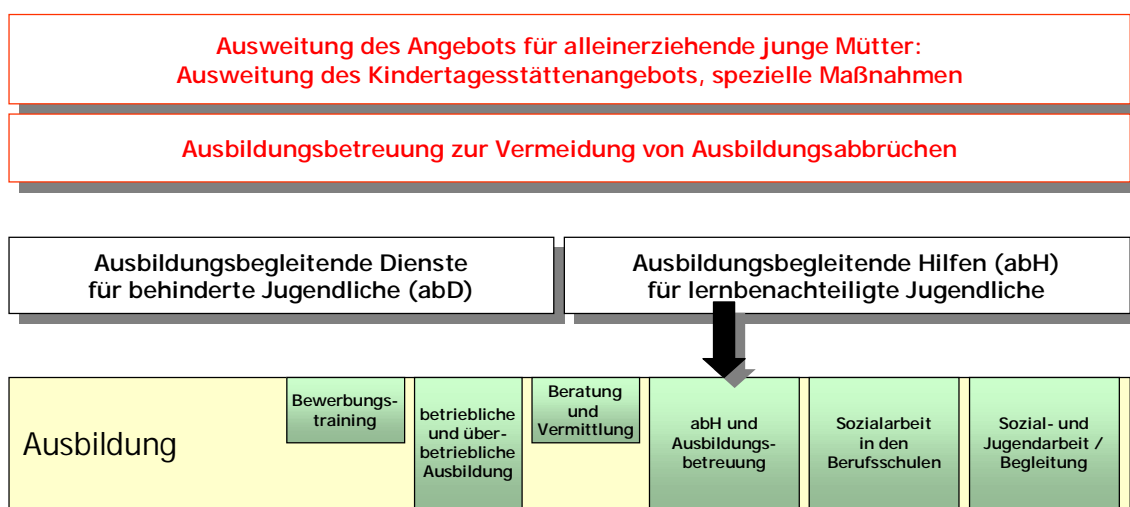 Ausweitung des Angebots für alleinerziehende junge Mütter:
Ausweitung des Kindertagesstättenangebots, spezielle Maßnahmen
Ausbildungsbetreuung zur Vermeidung von Ausbildungsabbrüchen
Ausbildungsbegleitende Dienste
für behinderte Jugendliche (abD)
Ausbildungsbegleitende Hilfen (abH)
für lernbenachteiligte Jugendliche
Ausbildung
Bewerbungs-
training
betriebliche
und über-
betriebliche
Ausbildung
Beratung
und
Vermittlung
abH und
Ausbildungs-
betreuung
Sozialarbeit
in den
Berufsschulen
Sozial- und
Jugendarbeit /
Begleitung